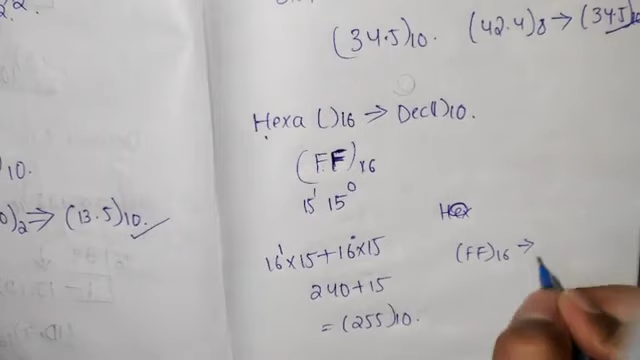 (34.5)10. (42.4)8 → (34.5)10
Hexa ( )16 → Dec( )10.
(FF)16
15¹ 15⁰
10.
)2 → (13.5)10.
Hex
16¹×15+16⁰×15
(FF)16 →
240+15
= (255)10.